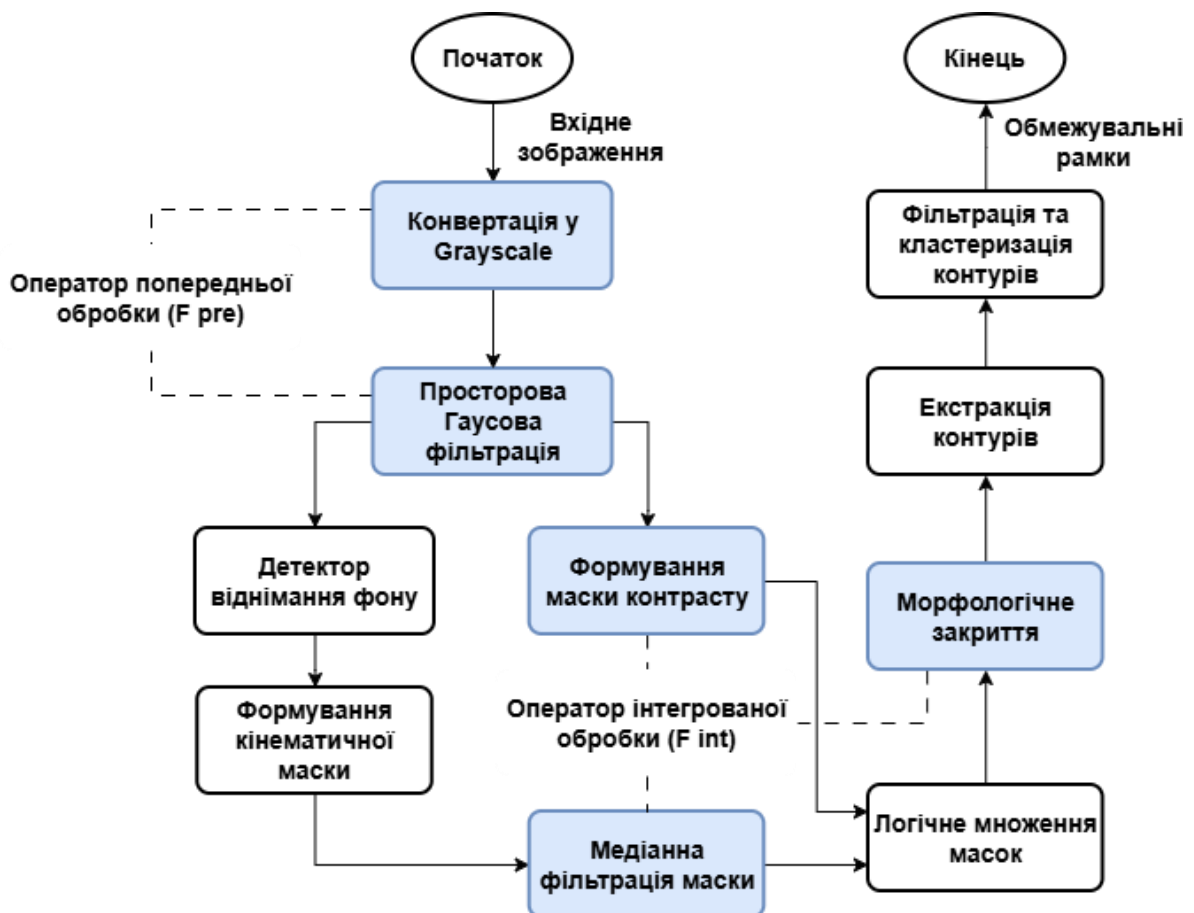 Початок
Вхідне
зображення
Конвертація у
Grayscale
Оператор попередньої
обробки (F pre)
Просторова
Гаусова
фільтрація
Детектор
віднімання фону
Формування
кінематичної
маски
Формування
маски контрасту
Оператор інтегрованої
обробки (F int)
Медіанна
фільтрація маски
Логічне множення
масок
Морфологічне
закриття
Екстракція
контурів
Фільтрація та
кластеризація
контурів
Обмежувальні
рамки
Кінець